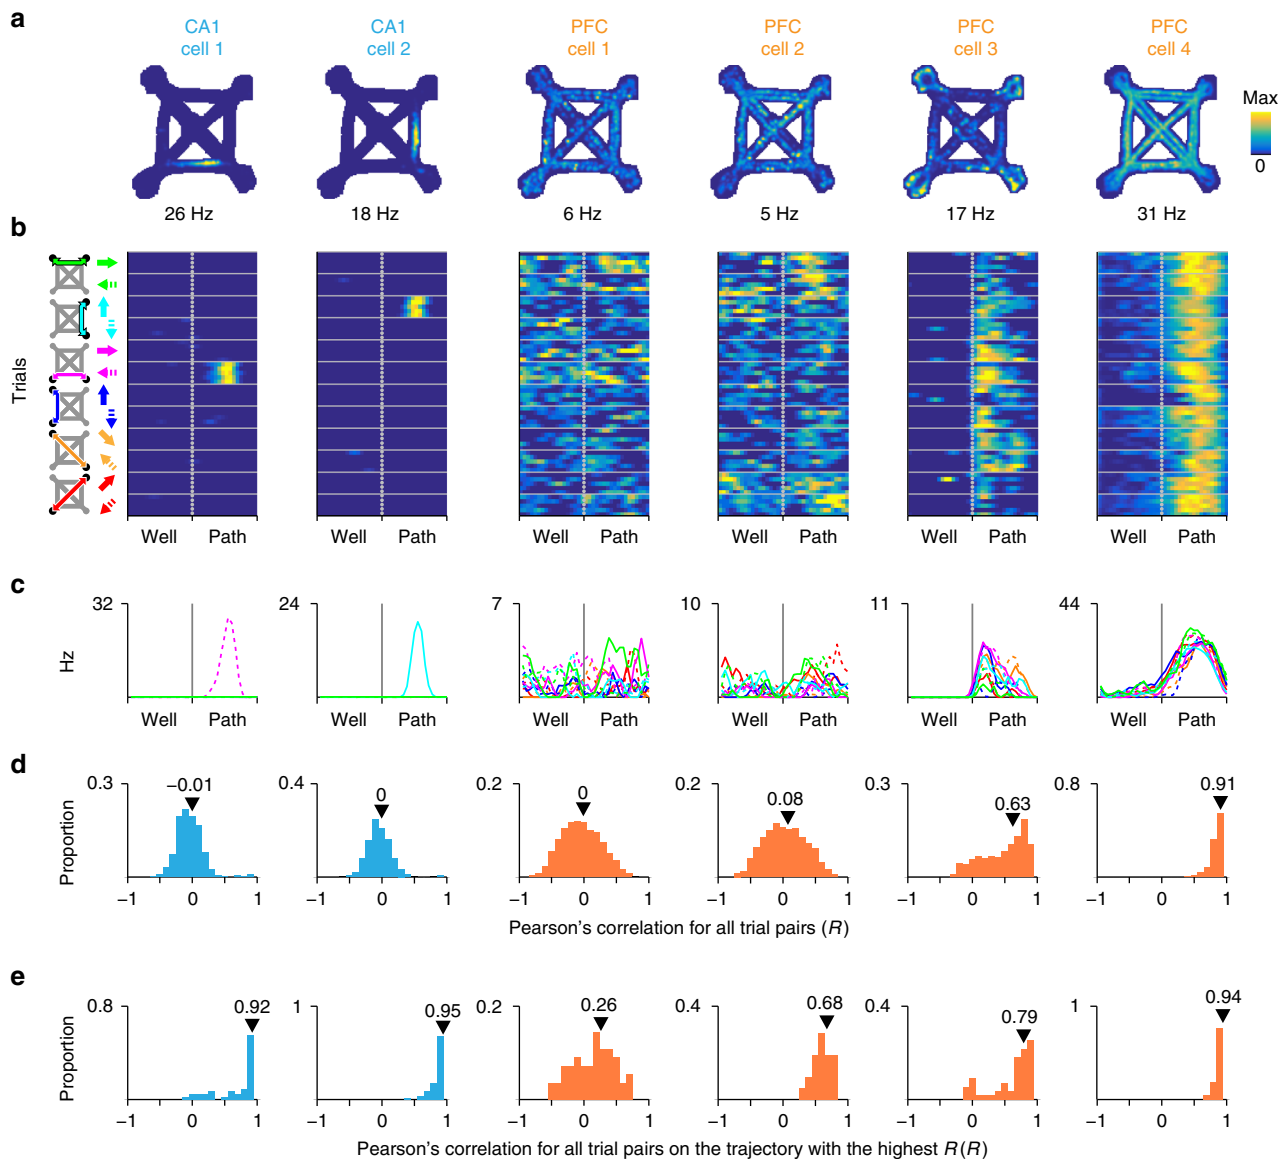 a
CA1 cell 1
CA1 cell 2
PFC cell 1
PFC cell 2
PFC cell 3
PFC cell 4
Max
0
26 Hz
18 Hz
6 Hz
5 Hz
17 Hz
31 Hz
b
Trials
Well Path Well Path Well Path Well Path Well Path Well Path
c
Hz
32 24 7 10 11 44
Well Path Well Path Well Path Well Path Well Path Well Path
d
Proportion
0.3 0.4 0.2 0.2 0.3 0.8
−0.01 0 0 0.08 0.63 0.91
−1 0 1 −1 0 1 −1 0 1 −1 0 1 −1 0 1 −1 0 1
Pearson's correlation for all trial pairs (R)
e
Proportion
0.8 1 0.2 0.4 0.4 1
0.92 0.95 0.26 0.68 0.79 0.94
−1 0 1 −1 0 1 −1 0 1 −1 0 1 −1 0 1 −1 0 1
Pearson's correlation for all trial pairs on the trajectory with the highest R(R)